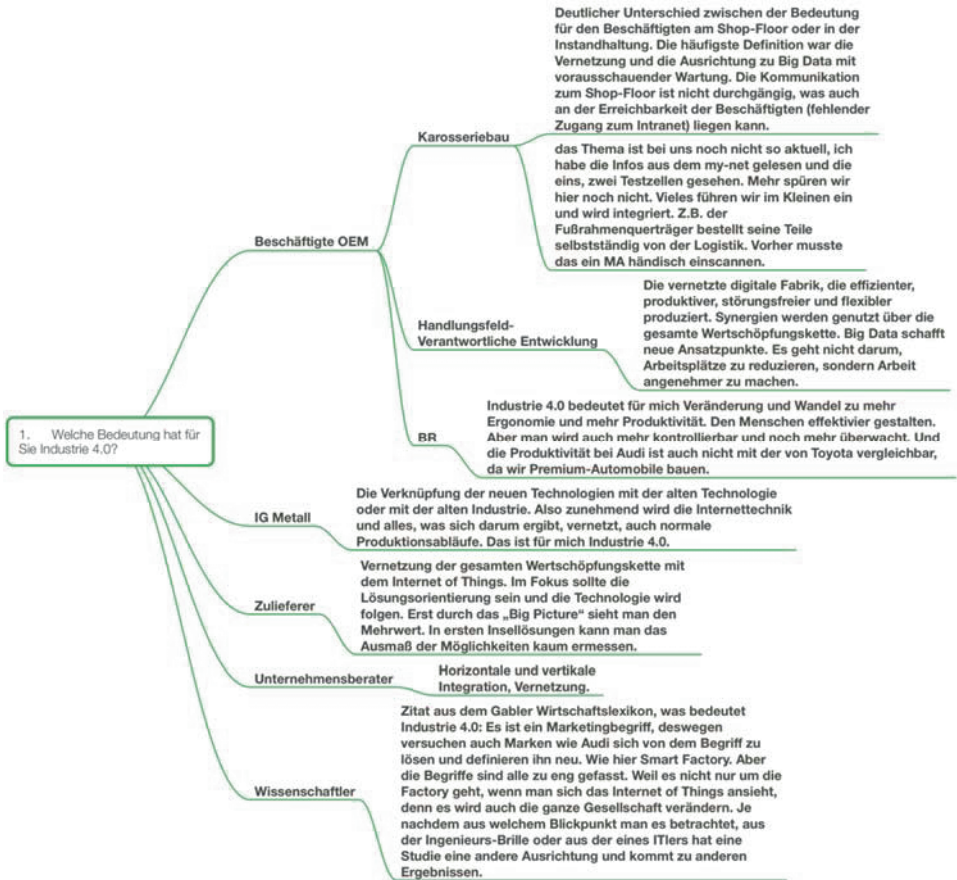 Deutlicher Unterschied zwischen der Bedeutung
für den Beschäftigten am Shop-Floor oder in der
Instandhaltung. Die häufigste Definition war die
Vernetzung und die Ausrichtung zu Big Data mit
vorausschauender Wartung. Die Kommunikation
zum Shop-Floor ist nicht durchgängig, was auch
an der Erreichbarkeit der Beschäftigten (fehlender
Zugang zum Intranet) liegen kann.
Karosseriebau
das Thema ist bei uns noch nicht so aktuell, ich
habe die Infos aus dem my-net gelesen und die
eins, zwei Testzellen gesehen. Mehr spüren wir
hier noch nicht. Vieles führen wir im Kleinen ein
und wird integriert. Z.B. der
Fußrahmenquerträger bestellt seine Teile
selbstständig von der Logistik. Vorher musste
das ein MA händisch einscannen.
Beschäftigte OEM
Die vernetzte digitale Fabrik, die effizienter,
produktiver, störungsfreier und flexibler
produziert. Synergien werden genutzt über die
gesamte Wertschöpfungskette. Big Data schafft
neue Ansatzpunkte. Es geht nicht darum,
Arbeitsplätze zu reduzieren, sondern Arbeit
angenehmer zu machen.
Handlungsfeld-
Verantwortliche Entwicklung
Industrie 4.0 bedeutet für mich Veränderung und Wandel zu mehr
Ergonomie und mehr Produktivität. Den Menschen effektivier gestalten.
Aber man wird auch mehr kontrollierbar und noch mehr überwacht. Und
die Produktivität bei Audi ist auch nicht mit der von Toyota vergleichbar,
da wir Premium-Automobile bauen.
BR
1. Welche Bedeutung hat für
Sie Industrie 4.0?
Die Verknüpfung der neuen Technologien mit der alten Technologie
oder mit der alten Industrie. Also zunehmend wird die Internettechnik
und alles, was sich darum ergibt, vernetzt, auch normale
Produktionsabläufe. Das ist für mich Industrie 4.0.
IG Metall
Vernetzung der gesamten Wertschöpfungskette mit
dem Internet of Things. Im Fokus sollte die
Lösungsorientierung sein und die Technologie wird
folgen. Erst durch das „Big Picture“ sieht man den
Mehrwert. In ersten Insellösungen kann man das
Ausmaß der Möglichkeiten kaum ermessen.
Zulieferer
Horizontale und vertikale
Integration, Vernetzung.
Unternehmensberater
Zitat aus dem Gabler Wirtschaftslexikon, was bedeutet
Industrie 4.0: Es ist ein Marketingbegriff, deswegen
versuchen auch Marken wie Audi sich von dem Begriff zu
lösen und definieren ihn neu. Wie hier Smart Factory. Aber
die Begriffe sind alle zu eng gefasst. Weil es nicht nur um die
Factory geht, wenn man sich das Internet of Things ansieht,
denn es wird auch die ganze Gesellschaft verändern. Je
nachdem aus welchem Blickpunkt man es betrachtet, aus
der Ingenieurs-Brille oder aus der eines ITlers hat eine
Studie eine andere Ausrichtung und kommt zu anderen
Ergebnissen.
Wissenschaftler